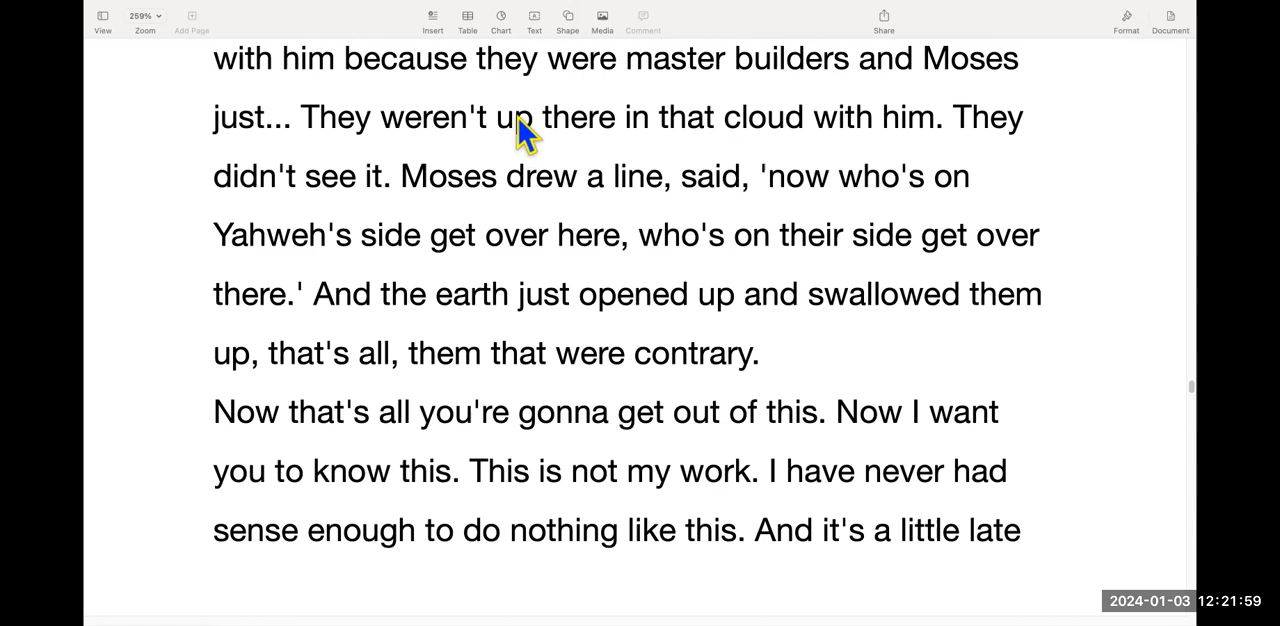 259%
View
Zoom
Add Page
Insert
Table
Chart
Text
Shape
Media
Comment
Share
Format
Document
with him because they were master builders and Moses
just... They weren't up there in that cloud with him. They
didn't see it. Moses drew a line, said, 'now who's on
Yahweh's side get over here, who's on their side get over
there.' And the earth just opened up and swallowed them
up, that's all, them that were contrary.
Now that's all you're gonna get out of this. Now I want
you to know this. This is not my work. I have never had
sense enough to do nothing like this. And it's a little late
2024-01-03 12:21:59